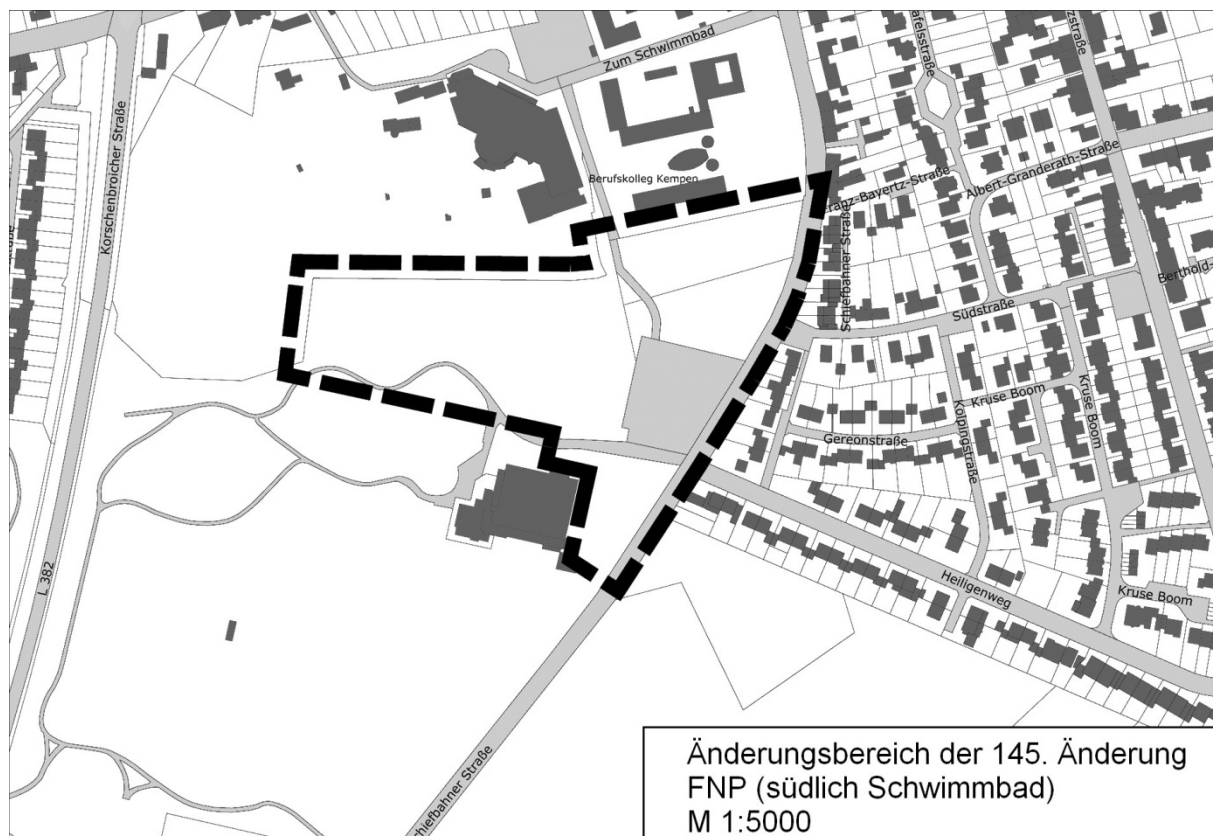 Zum Schwimmbad
Korschenbroicher Straße
Berufskolleg Kempen
Franz-Bayertz-Straße
Albert-Granderath-Straße
Schiefbahner Straße
Südstraße
Berthold-
Kruse Boom
Kruse Boom
Kolpingstraße
Gereonstraße
Heiligenweg
Kruse Boom
L 382
Schiefbahner Straße
Änderungsbereich der 145. Änderung
FNP (südlich Schwimmbad)
M 1:5000